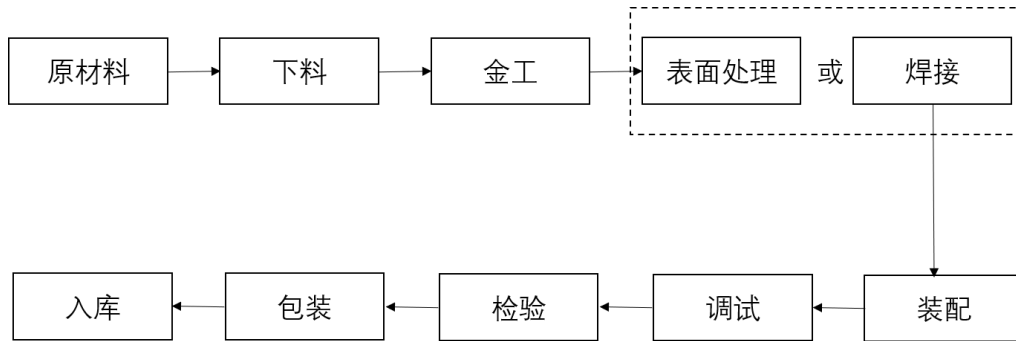 原材料 下料 金工 表面处理 或 焊接
入库 包装 检验 调试 装配